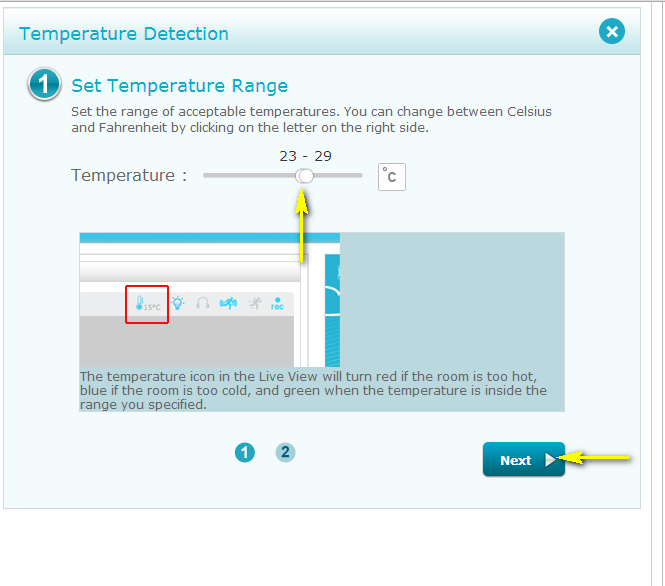 Temperature Detection
1 Set Temperature Range
Set the range of acceptable temperatures. You can change between Celsius
and Fahrenheit by clicking on the letter on the right side.
23 - 29
Temperature : °C
15°C
rec
The temperature icon in the Live View will turn red if the room is too hot,
blue if the room is too cold, and green when the temperature is inside the
range you specified.
1 2
Next